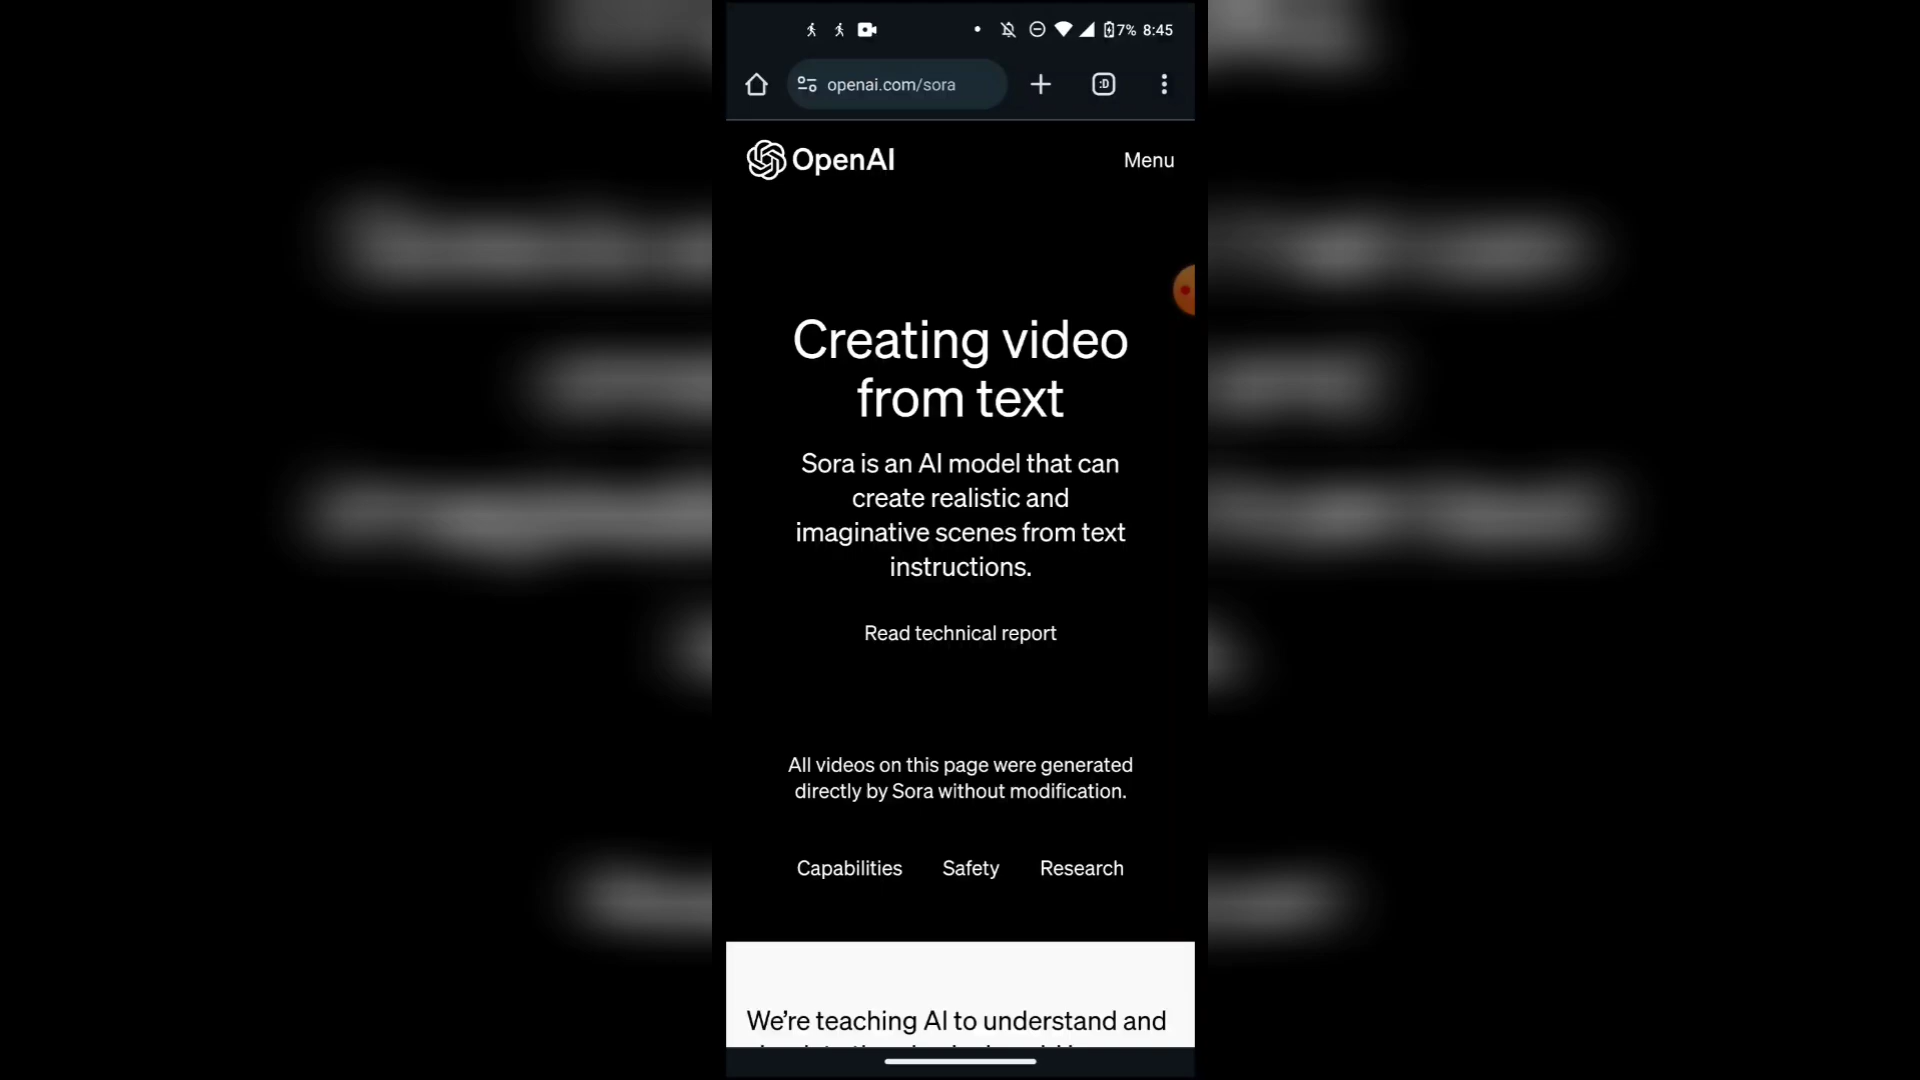 7% 8:45
openai.com/sora
:D
OpenAI
Menu
Creating video
from text
Sora is an AI model that can
create realistic and
imaginative scenes from text
instructions.
Read technical report
All videos on this page were generated
directly by Sora without modification.
Capabilities Safety Research
We're teaching AI to understand and